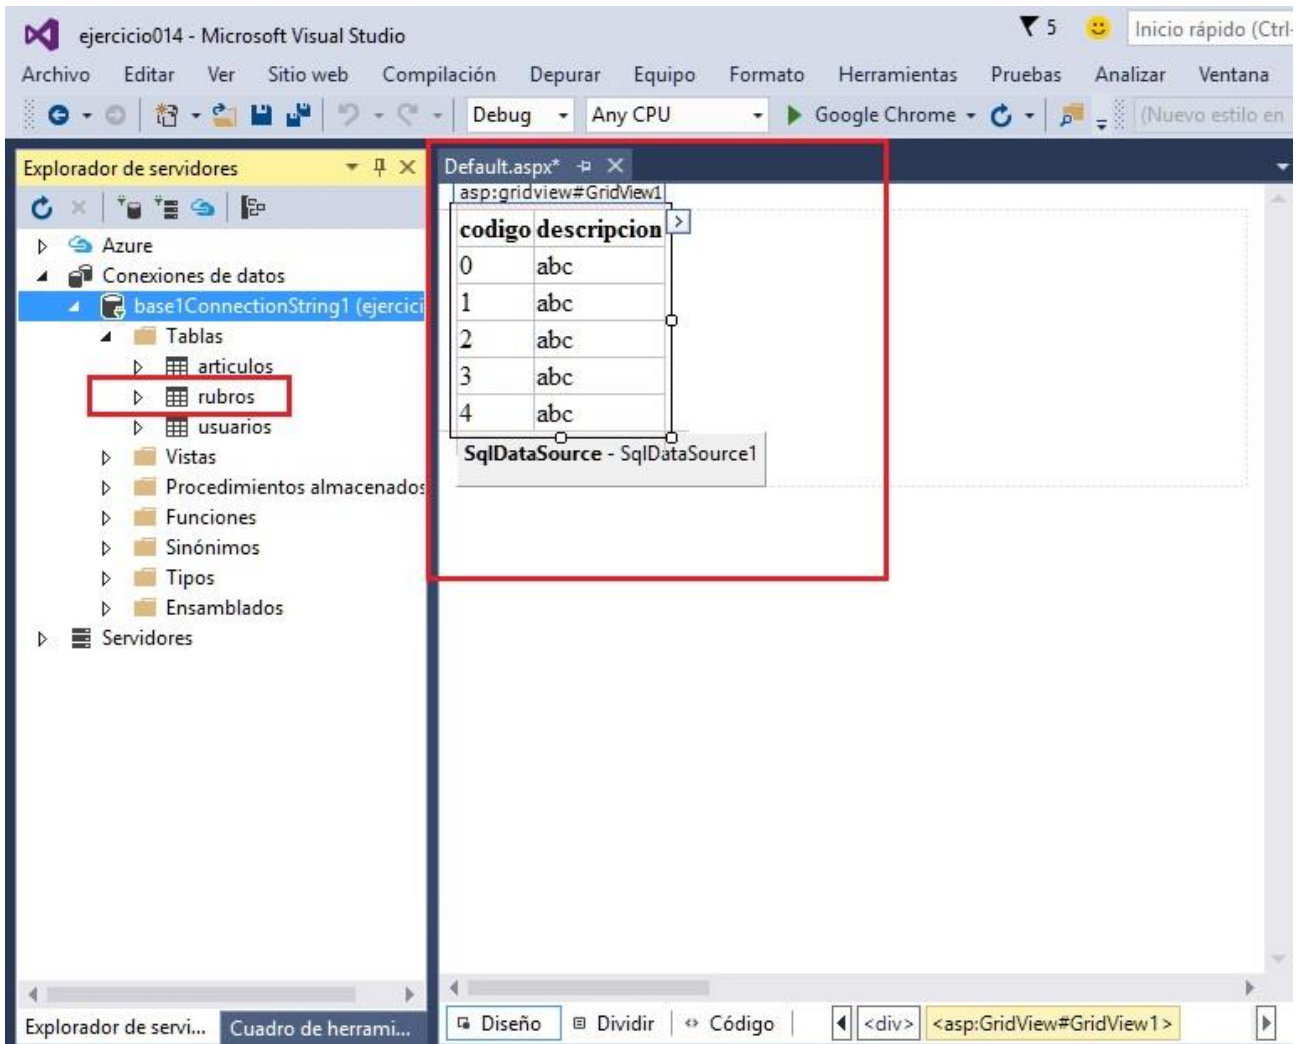 ejercicio014 - Microsoft Visual Studio
5
Inicio rápido (Ctrl-
Archivo Editar Ver Sitio web Compilación Depurar Equipo Formato Herramientas Pruebas Analizar Ventana
Debug Any CPU Google Chrome (Nuevo estilo en
Explorador de servidores
Azure
Conexiones de datos
base1ConnectionString1 (ejercici
Tablas
articulos
rubros
usuarios
Vistas
Procedimientos almacenados
Funciones
Sinónimos
Tipos
Ensamblados
Servidores
Explorador de servi... Cuadro de herrami...
Default.aspx*
asp:gridview#GridView1
codigo descripcion
0 abc
1 abc
2 abc
3 abc
4 abc
SqlDataSource - SqlDataSource1
Diseño Dividir Código <div> <asp:GridView#GridView1>